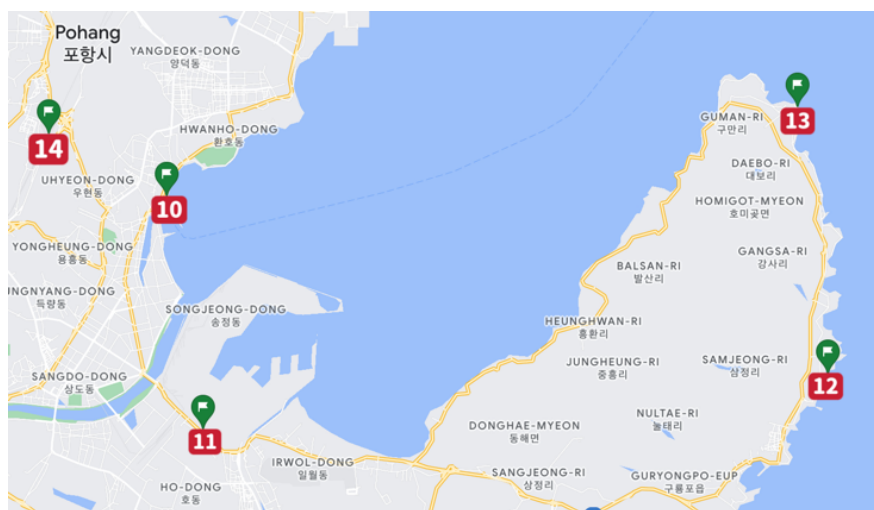 Pohang
포항시
YANGDEOK-DONG
양덕동
14
HWANHO-DONG
환호동
UHYEON-DONG
우현동
10
YONGHEUNG-DONG
용흥동
UNGNYANG-DONG
득량동
SONGJEONG-DONG
송정동
SANGDO-DONG
상도동
11
HO-DONG
호동
IRWOL-DONG
일월동
13
GUMAN-RI
구만리
DAEBO-RI
대보리
HOMIGOT-MYEON
호미곶면
GANGSA-RI
강사리
BALSAN-RI
발산리
HEUNGHWAN-RI
흥환리
JUNGHEUNG-RI
중흥리
SAMJEONG-RI
삼정리
12
NULTAE-RI
눌태리
DONGHAE-MYEON
동해면
SANGJEONG-RI
상정리
GURYONGPO-EUP
구룡포읍